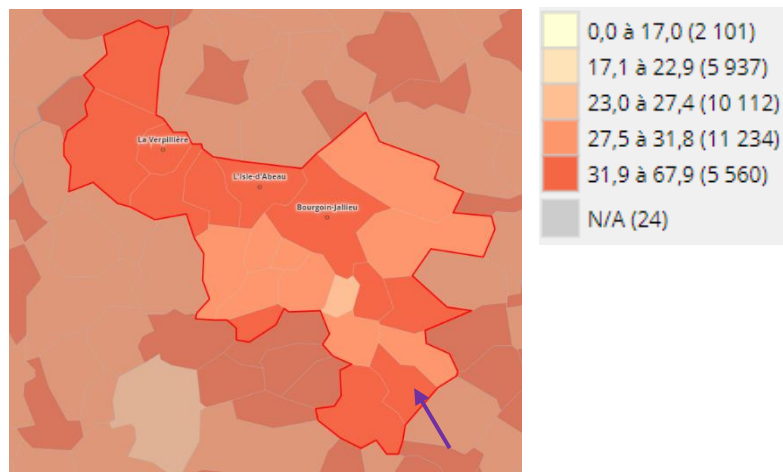 La Verpillière
L'Isle-d'Abeau
Bourgoin-Jallieu
0,0 à 17,0 (2 101)
17,1 à 22,9 (5 937)
23,0 à 27,4 (10 112)
27,5 à 31,8 (11 234)
31,9 à 67,9 (5 560)
N/A (24)